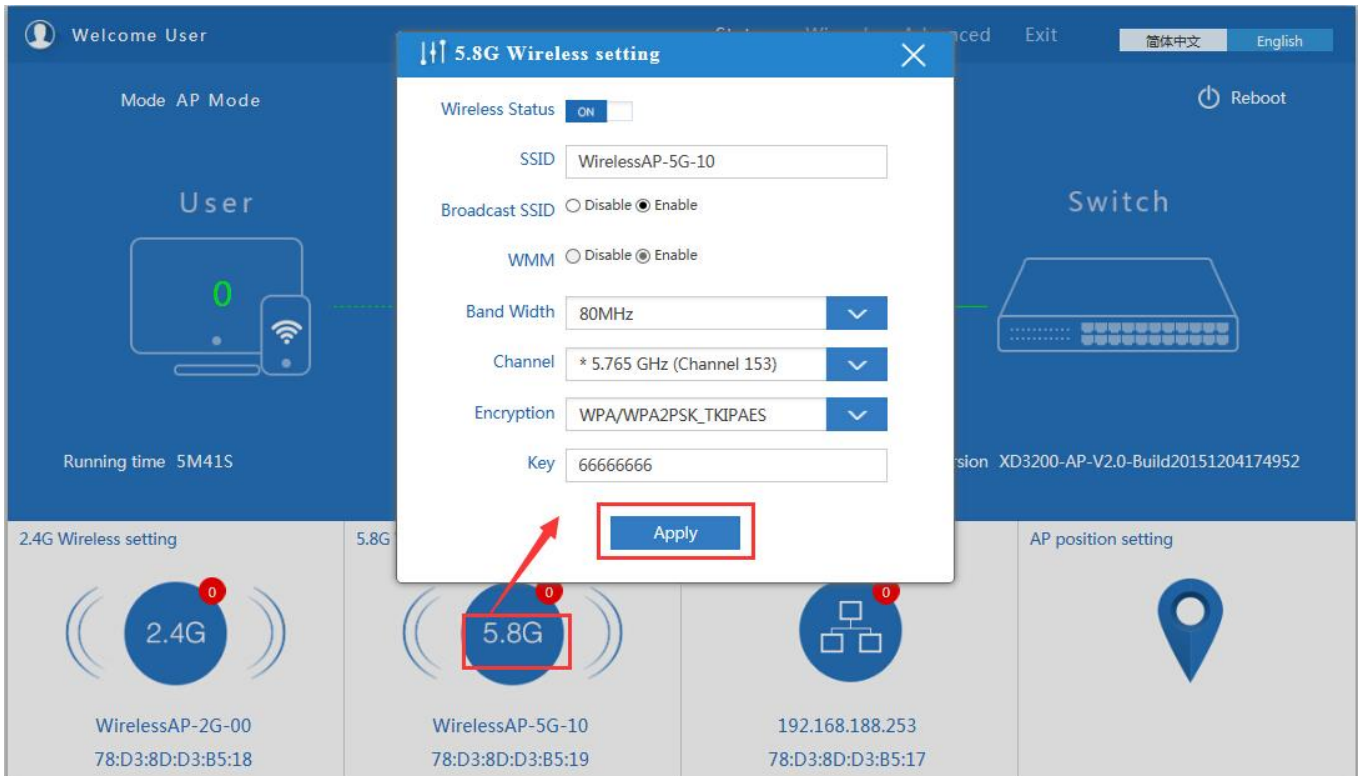 Welcome User
Exit
简体中文
English
Mode AP Mode
Reboot
User
0
Switch
Running time 5M41S
XD3200-AP-V2.0-Build20151204174952
5.8G Wireless setting
Wireless Status ON
SSID WirelessAP-5G-10
Broadcast SSID Disable Enable
WMM Disable Enable
Band Width 80MHz
Channel * 5.765 GHz (Channel 153)
Encryption WPA/WPA2PSK_TKIPAES
Key 66666666
Apply
2.4G Wireless setting
0
2.4G
WirelessAP-2G-00
78:D3:8D:D3:B5:18
5.8G
0
5.8G
WirelessAP-5G-10
78:D3:8D:D3:B5:19
0
192.168.188.253
78:D3:8D:D3:B5:17
AP position setting